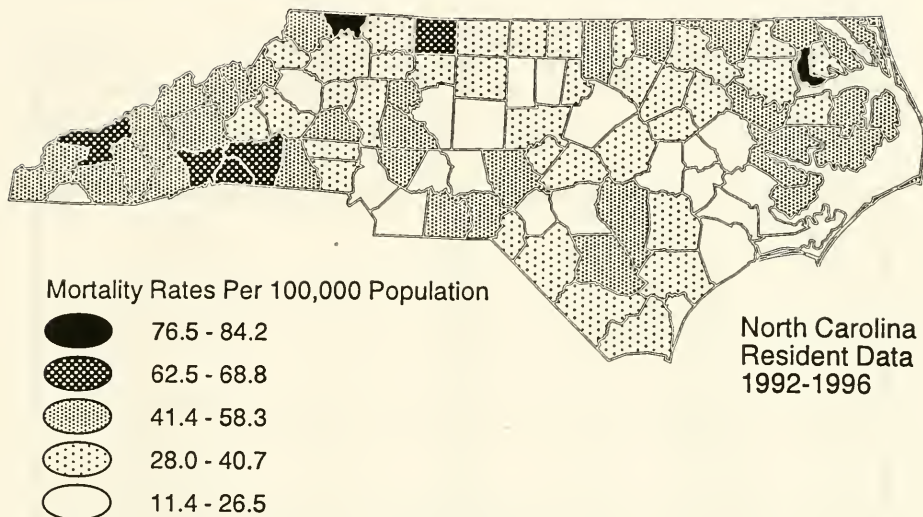 Mortality Rates Per 100,000 Population
76.5 - 84.2
62.5 - 68.8
41.4 - 58.3
28.0 - 40.7
11.4 - 26.5
North Carolina
Resident Data
1992-1996